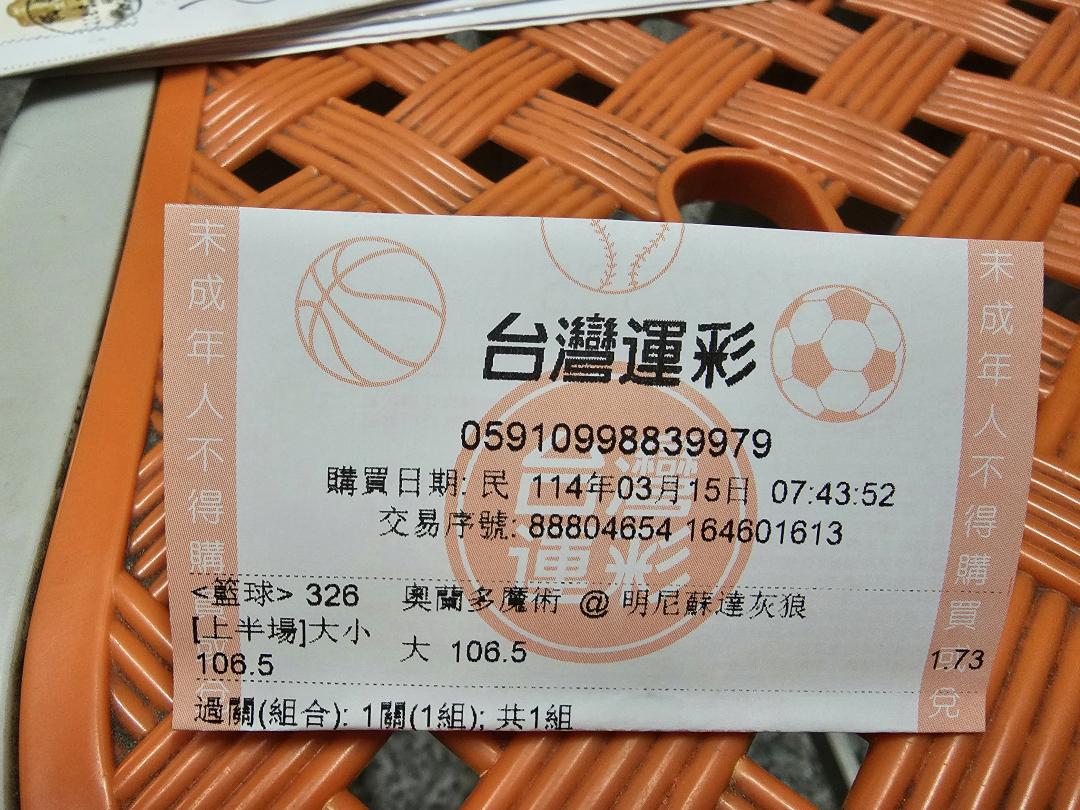 台灣運彩
05910998839979
購買日期: 民 114年03月15日 07:43:52
交易序號: 88804654 164601613
<籃球> 326 奧蘭多魔術 @ 明尼蘇達灰狼
[上半場]大小 大 106.5
106.5 1.73
過關(組合): 1關(1組); 共1組
未成年人不得購
未成年人不得購買 兌
台灣運彩